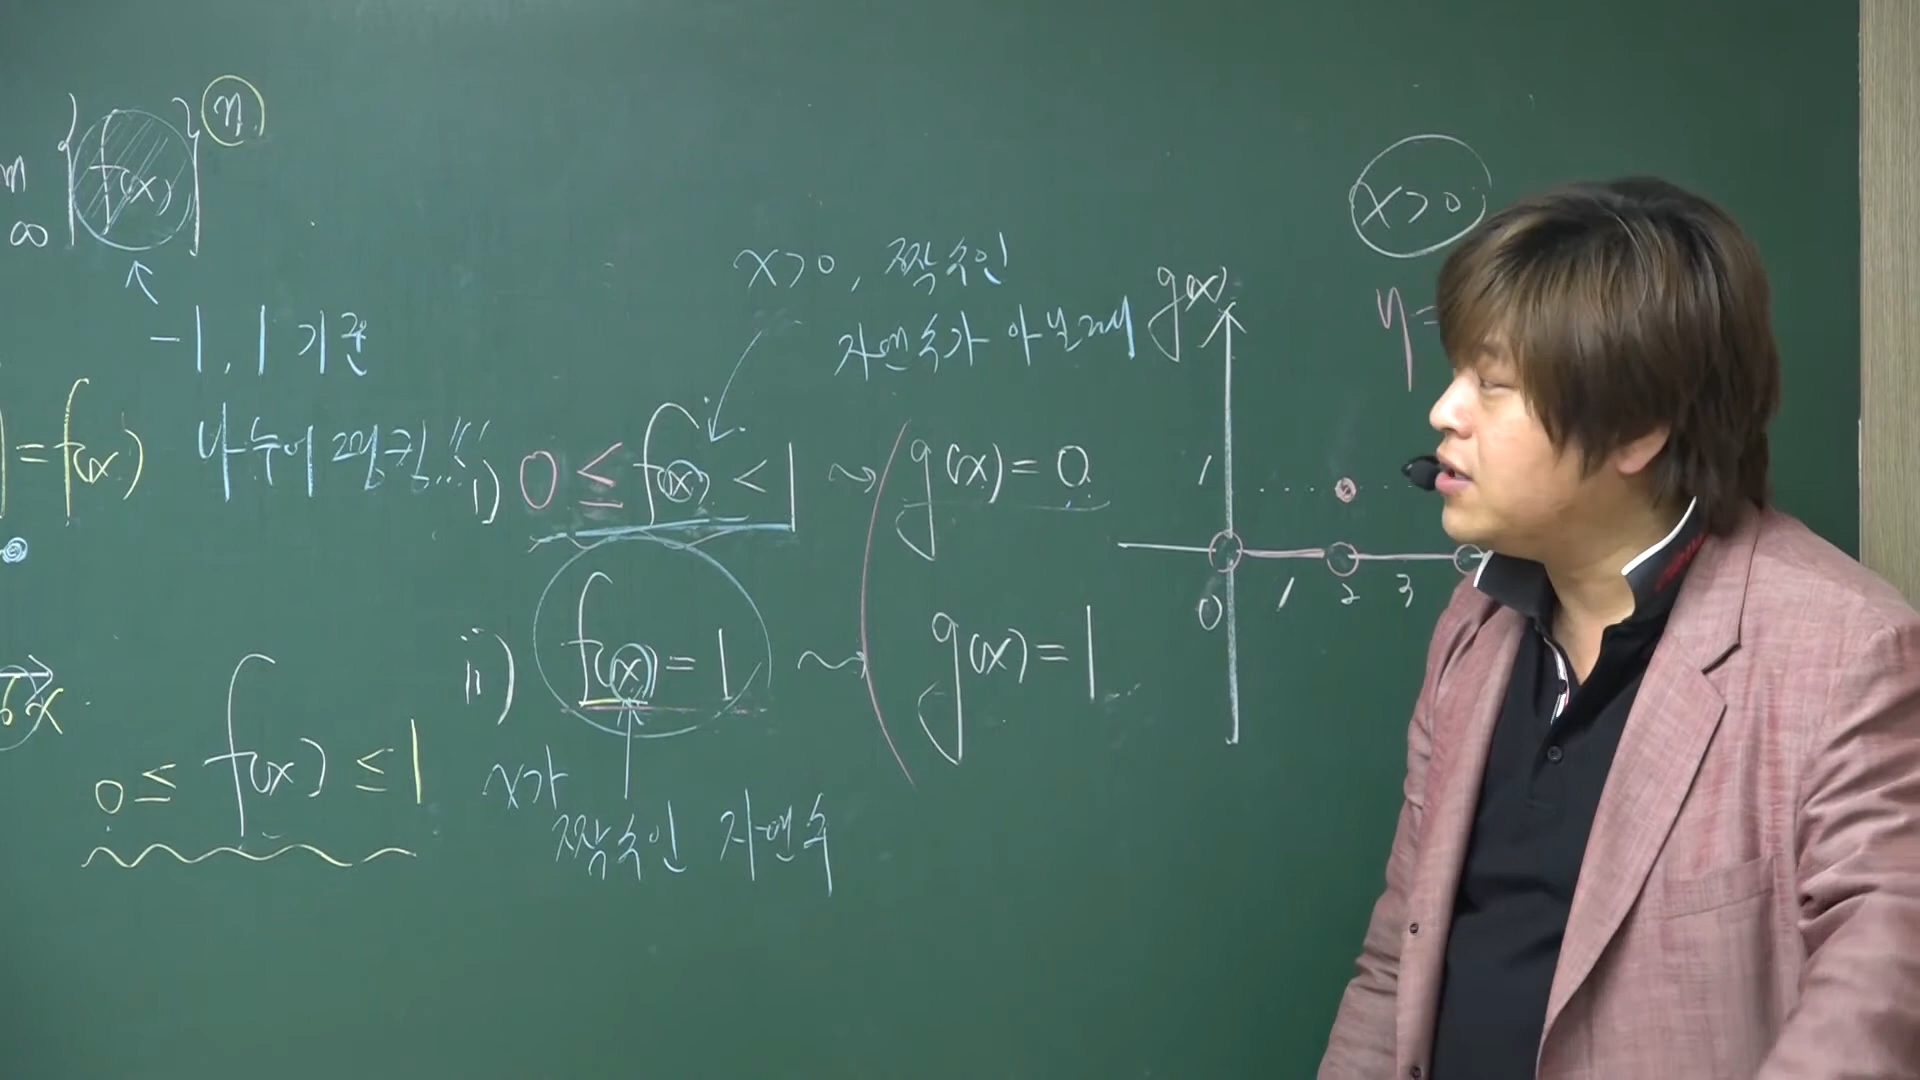 {f(x)}ⁿ
∞
-1, 1 기준
= f(x)
나누어 랭킹!!!
0 ≤ f(x) ≤ 1
x>0, 짝수인
자연수가 아닐 때
i) 0 ≤ f(x) < 1 ⇝ g(x) = 0
ii) f(x) = 1 ⇝ g(x) = 1
x가
짝수인 자연수
x>0
g(x)
y=
1
0 1 2 3